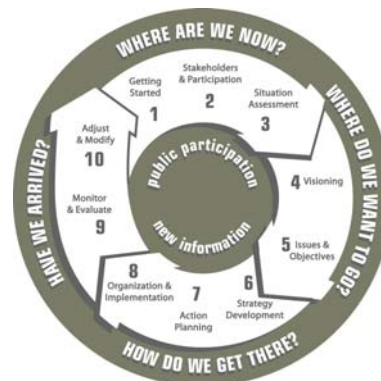 WHERE ARE WE NOW?
Getting
Started
1
Stakeholders
& Participation
2
Situation
Assessment
3
WHERE DO WE WANT TO GO?
4 Visioning
5 Issues &
Objectives
HOW DO WE GET THERE?
6
Strategy
Development
7
Action
Planning
8
Organization &
Implementation
HAVE WE ARRIVED?
Monitor
& Evaluate
9
Adjust
& Modify
10
public participation
new information